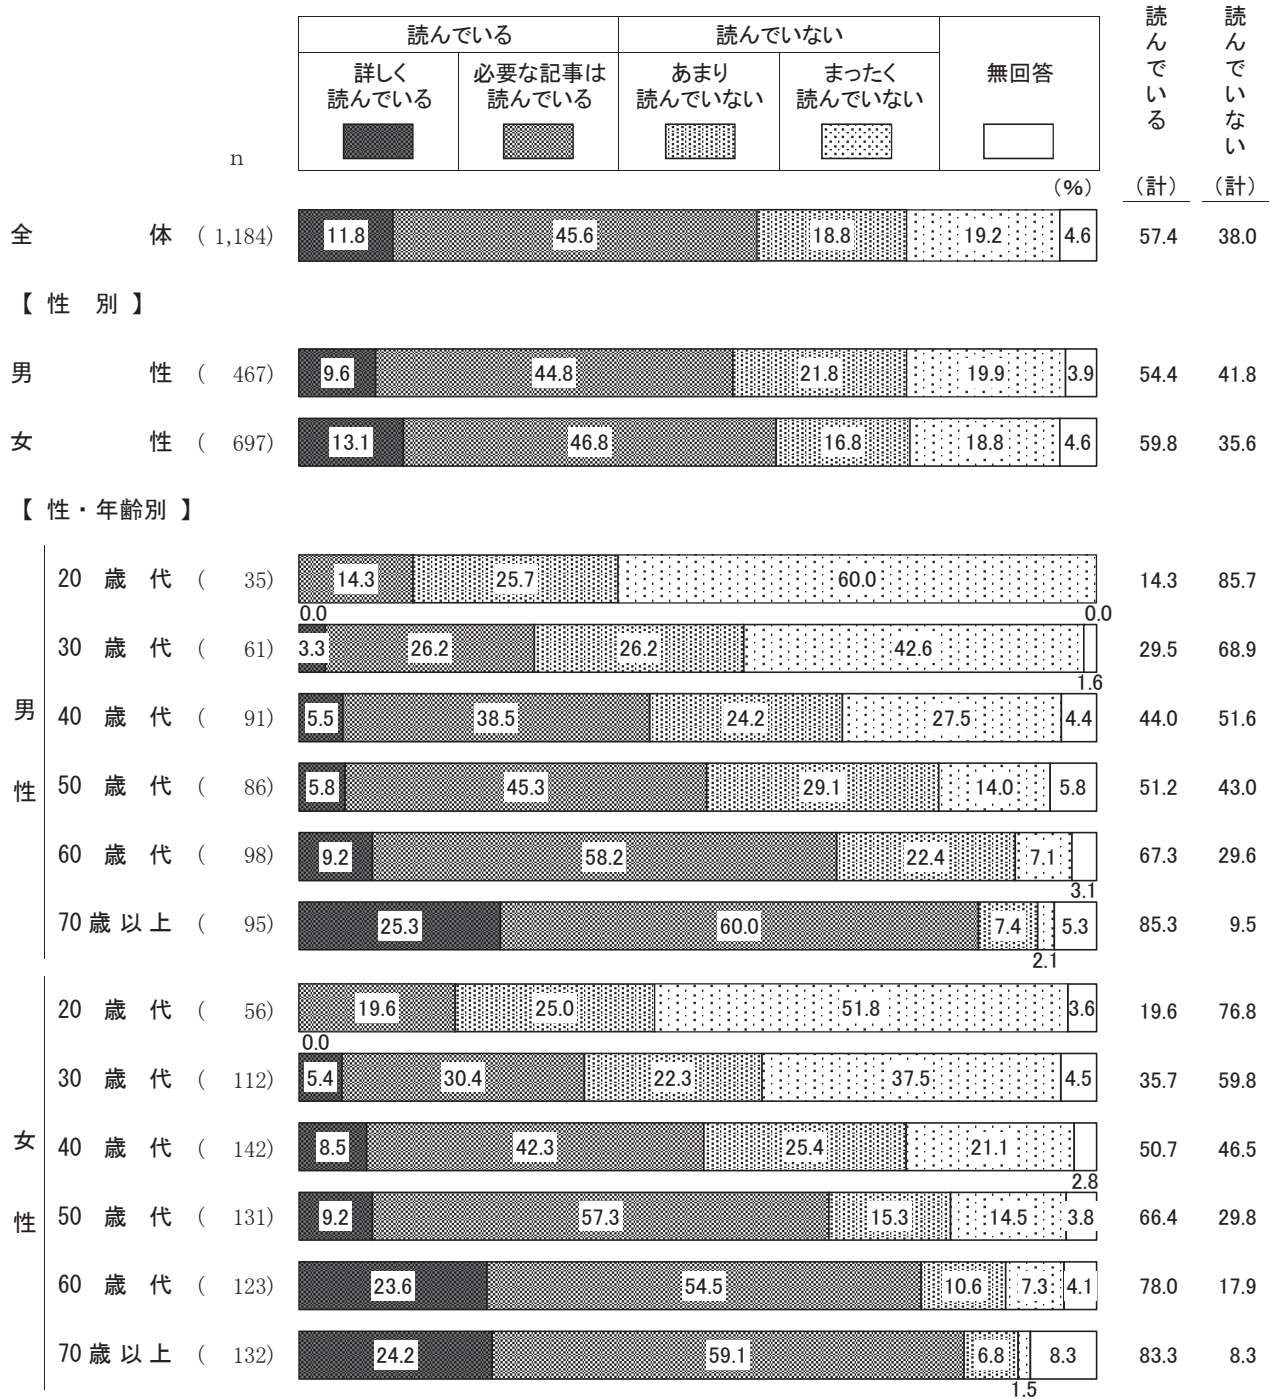 読んでいる 読んでいない
詳しく
読んでいる
必要な記事は
読んでいる
あまり
読んでいない
まったく
読んでいない
無回答
読んでいる
(計)
読んでいない
(計)
n
(%)
全体 ( 1,184) 11.8 45.6 18.8 19.2 4.6 57.4 38.0
【 性 別 】
男性 ( 467) 9.6 44.8 21.8 19.9 3.9 54.4 41.8
女性 ( 697) 13.1 46.8 16.8 18.8 4.6 59.8 35.6
【 性・年齢別 】
男性
20 歳 代 ( 35) 0.0 14.3 25.7 60.0 0.0 14.3 85.7
30 歳 代 ( 61) 3.3 26.2 26.2 42.6 1.6 29.5 68.9
40 歳 代 ( 91) 5.5 38.5 24.2 27.5 4.4 44.0 51.6
50 歳 代 ( 86) 5.8 45.3 29.1 14.0 5.8 51.2 43.0
60 歳 代 ( 98) 9.2 58.2 22.4 7.1 3.1 67.3 29.6
70 歳 以 上 ( 95) 25.3 60.0 7.4 2.1 5.3 85.3 9.5
女性
20 歳 代 ( 56) 0.0 19.6 25.0 51.8 3.6 19.6 76.8
30 歳 代 ( 112) 5.4 30.4 22.3 37.5 4.5 35.7 59.8
40 歳 代 ( 142) 8.5 42.3 25.4 21.1 2.8 50.7 46.5
50 歳 代 ( 131) 9.2 57.3 15.3 14.5 3.8 66.4 29.8
60 歳 代 ( 123) 23.6 54.5 10.6 7.3 4.1 78.0 17.9
70 歳 以 上 ( 132) 24.2 59.1 6.8 1.5 8.3 83.3 8.3